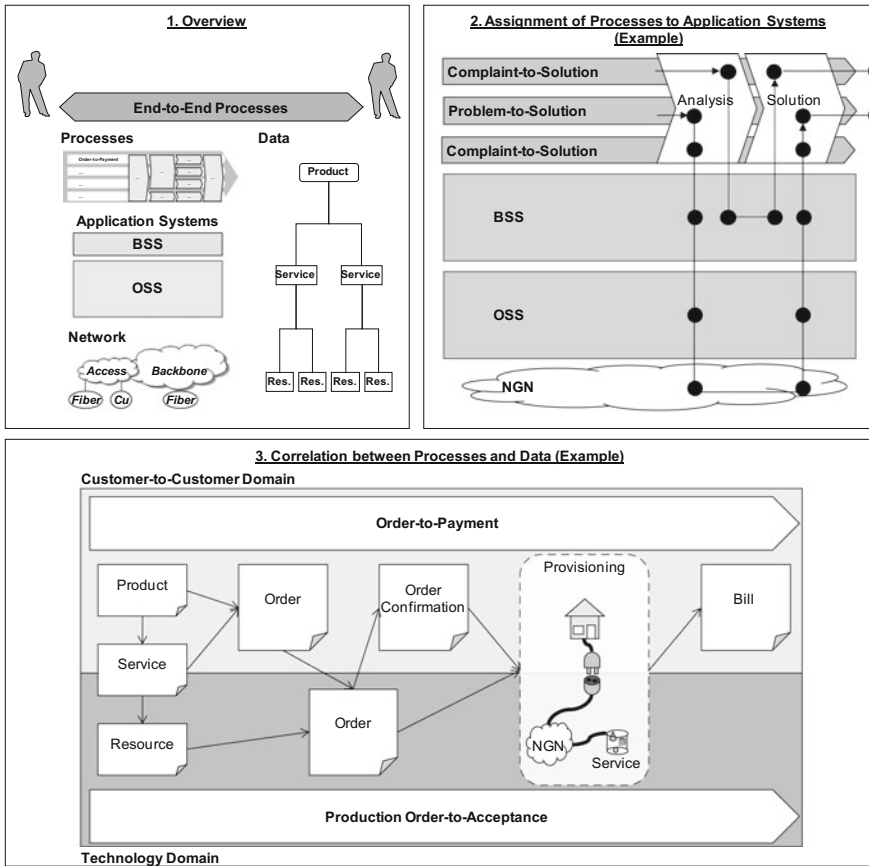 1. Overview
End-to-End Processes
Processes
Data
Order-to-Payment
...
...
...
...
...
...
...
...
...
...
Product
Application Systems
BSS
OSS
Service Service
Res. Res. Res. Res.
Network
Access Backbone
Fiber Cu Fiber
2. Assignment of Processes to Application Systems
(Example)
Complaint-to-Solution
Problem-to-Solution
Complaint-to-Solution
Analysis Solution
BSS
OSS
NGN
3. Correlation between Processes and Data (Example)
Customer-to-Customer Domain
Order-to-Payment
Product
Order
Order
Confirmation
Provisioning
Bill
Service
Resource
Order
NGN
Service
Production Order-to-Acceptance
Technology Domain